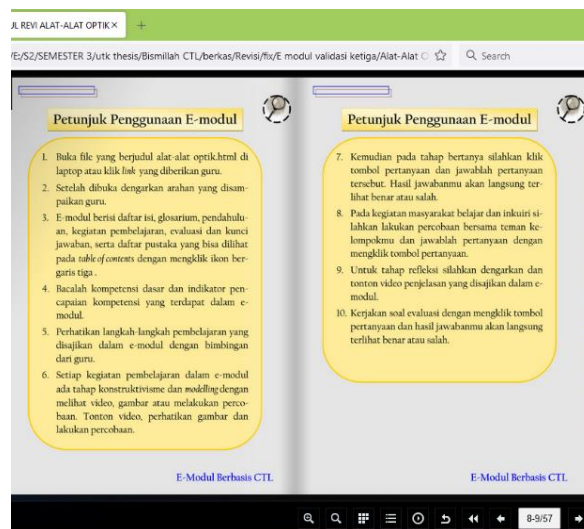 JL REVI ALAT-ALAT OPTIK
/E:/S2/SEMESTER 3/utk thesis/Bismillah CTL/berkas/Revisi/fix/E modul validasi ketiga/Alat-Alat O
Search
Petunjuk Penggunaan E-modul
1. Buka file yang berjudul alat-alat optik.html di
laptop atau klik link yang diberikan guru.
2. Setelah dibuka dengarkan arahan yang disam-
paikan guru.
3. E-modul berisi daftar isi, glosarium, pendahulu-
an, kegiatan pembelajaran, evaluasi dan kunci
jawaban, serta daftar pustaka yang bisa dilihat
pada table of contents dengan mengklik ikon ber-
garis tiga .
4. Bacalah kompetensi dasar dan indikator pen-
capaian kompetensi yang terdapat dalam e-
modul.
5. Perhatikan langkah-langkah pembelajaran yang
disajikan dalam e-modul dengan bimbingan
dari guru.
6. Setiap kegiatan pembelajaran dalam e-modul
ada tahap konstruktivisme dan modelling dengan
melihat video, gambar atau melakukan perco-
baan. Tonton video, perhatikan gambar dan
lakukan percobaan.
E-Modul Berbasis CTL
Petunjuk Penggunaan E-modul
7. Kemudian pada tahap bertanya silahkan klik
tombol pertanyaan dan jawablah pertanyaan
tersebut. Hasil jawabanmu akan langsung ter-
lihat benar atau salah.
8. Pada kegiatan masyarakat belajar dan inkuiri si-
lahkan lakukan percobaan bersama teman ke-
lompokmu dan jawablah pertanyaan dengan
mengklik tombol pertanyaan.
9. Untuk tahap refleksi silahkan dengarkan dan
tonton video penjelasan yang disajikan dalam e-
modul.
10. Kerjakan soal evaluasi dengan mengklik tombol
pertanyaan dan hasil jawabanmu akan langsung
terlihat benar atau salah.
E-Modul Berbasis CTL
8-9/57